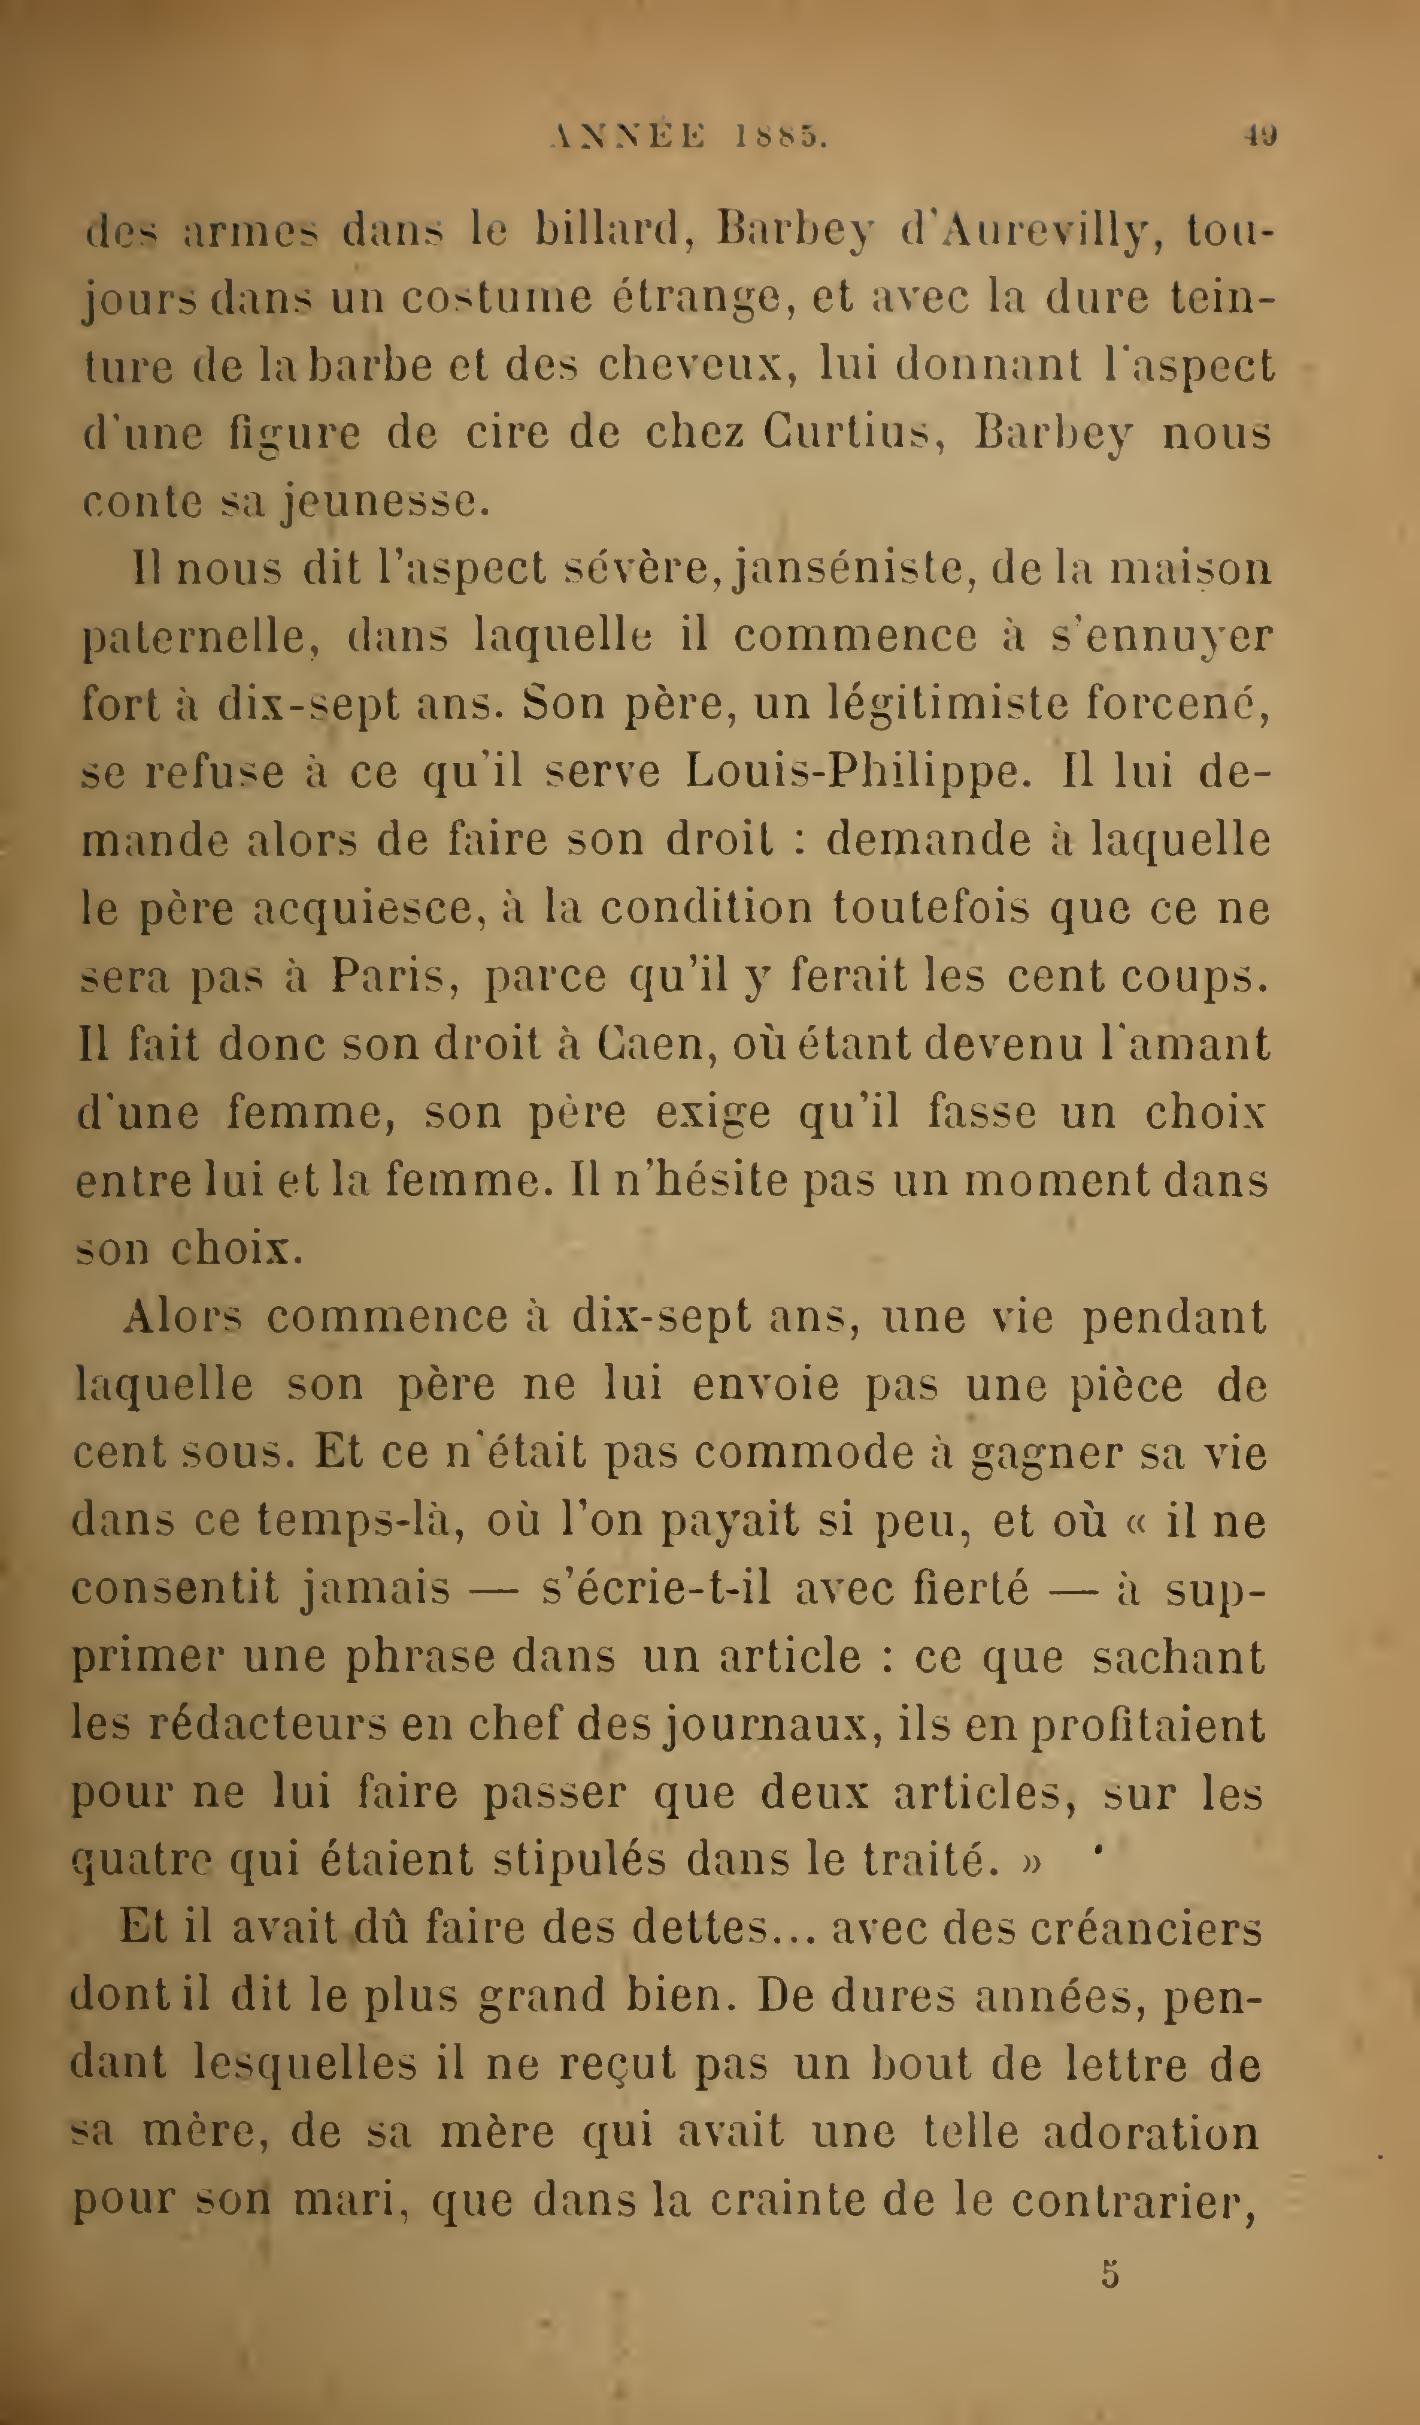 ANNÉE 1885. 49
des armes dans le billard, Barbey d'Aurevilly, tou-
jours dans un costume étrange, et avec la dure tein-
ture de la barbe et des cheveux, lui donnant l'aspect
d'une figure de cire de chez Curtius, Barbey nous
conte sa jeunesse.
Il nous dit l'aspect sévère, janséniste, de la maison
paternelle, dans laquelle il commence à s'ennuyer
fort à dix-sept ans. Son père, un légitimiste forcené,
se refuse à ce qu'il serve Louis-Philippe. Il lui de-
mande alors de faire son droit : demande à laquelle
le père acquiesce, à la condition toutefois que ce ne
sera pas à Paris, parce qu'il y ferait les cent coups.
Il fait donc son droit à Caen, où étant devenu l'amant
d'une femme, son père exige qu'il fasse un choix
entre lui et la femme. Il n'hésite pas un moment dans
son choix.
Alors commence à dix-sept ans, une vie pendant
laquelle son père ne lui envoie pas une pièce de
cent sous. Et ce n'était pas commode à gagner sa vie
dans ce temps-là, où l'on payait si peu, et où « il ne
consentit jamais — s'écrie-t-il avec fierté — à sup-
primer une phrase dans un article : ce que sachant
les rédacteurs en chef des journaux, ils en profitaient
pour ne lui faire passer que deux articles, sur les
quatre qui étaient stipulés dans le traité. »
Et il avait dû faire des dettes... avec des créanciers
dont il dit le plus grand bien. De dures années, pen-
dant lesquelles il ne reçut pas un bout de lettre de
sa mère, de sa mère qui avait une telle adoration
pour son mari, que dans la crainte de le contrarier,
5